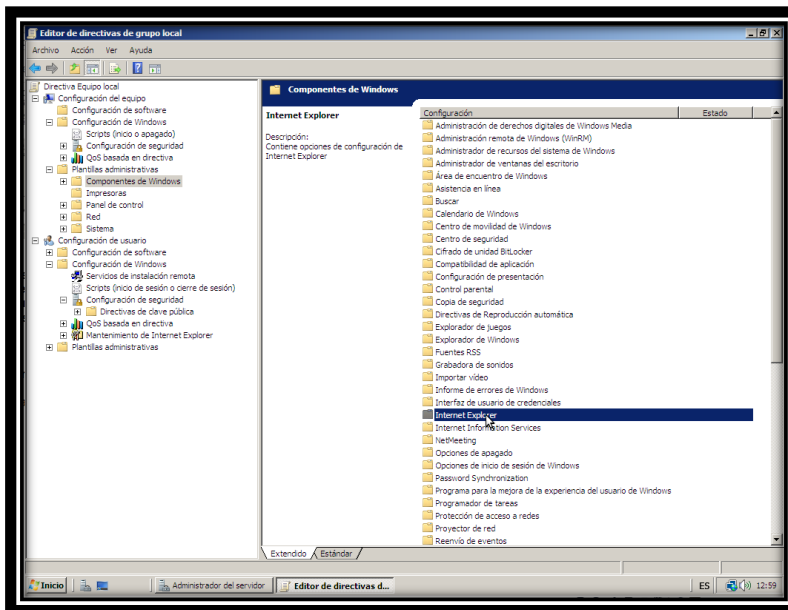 Editor de directivas de grupo local
Archivo Acción Ver Ayuda
Directiva Equipo local
Configuración del equipo
Configuración de software
Configuración de Windows
Scripts (inicio o apagado)
Configuración de seguridad
QoS basada en directiva
Plantillas administrativas
Componentes de Windows
Impresoras
Panel de control
Red
Sistema
Configuración de usuario
Configuración de software
Configuración de Windows
Servicios de instalación remota
Scripts (inicio de sesión o cierre de sesión)
Configuración de seguridad
Directivas de clave pública
QoS basada en directiva
Mantenimiento de Internet Explorer
Plantillas administrativas
Componentes de Windows
Internet Explorer
Descripción:
Contiene opciones de configuración de
Internet Explorer
Configuración Estado
Administración de derechos digitales de Windows Media
Administración remota de Windows (WinRM)
Administrador de recursos del sistema de Windows
Administrador de ventanas del escritorio
Área de encuentro de Windows
Asistencia en línea
Buscar
Calendario de Windows
Centro de movilidad de Windows
Centro de seguridad
Cifrado de unidad BitLocker
Compatibilidad de aplicación
Configuración de presentación
Control parental
Copia de seguridad
Directivas de Reproducción automática
Explorador de juegos
Explorador de Windows
Fuentes RSS
Grabadora de sonidos
Importar vídeo
Informe de errores de Windows
Interfaz de usuario de credenciales
Internet Explorer
Internet Information Services
NetMeeting
Opciones de apagado
Opciones de inicio de sesión de Windows
Password Synchronization
Programa para la mejora de la experiencia del usuario de Windows
Programador de tareas
Protección de acceso a redes
Proyector de red
Reenvío de eventos
Extendido Estándar
Inicio Administrador del servidor Editor de directivas d... ES 12:59